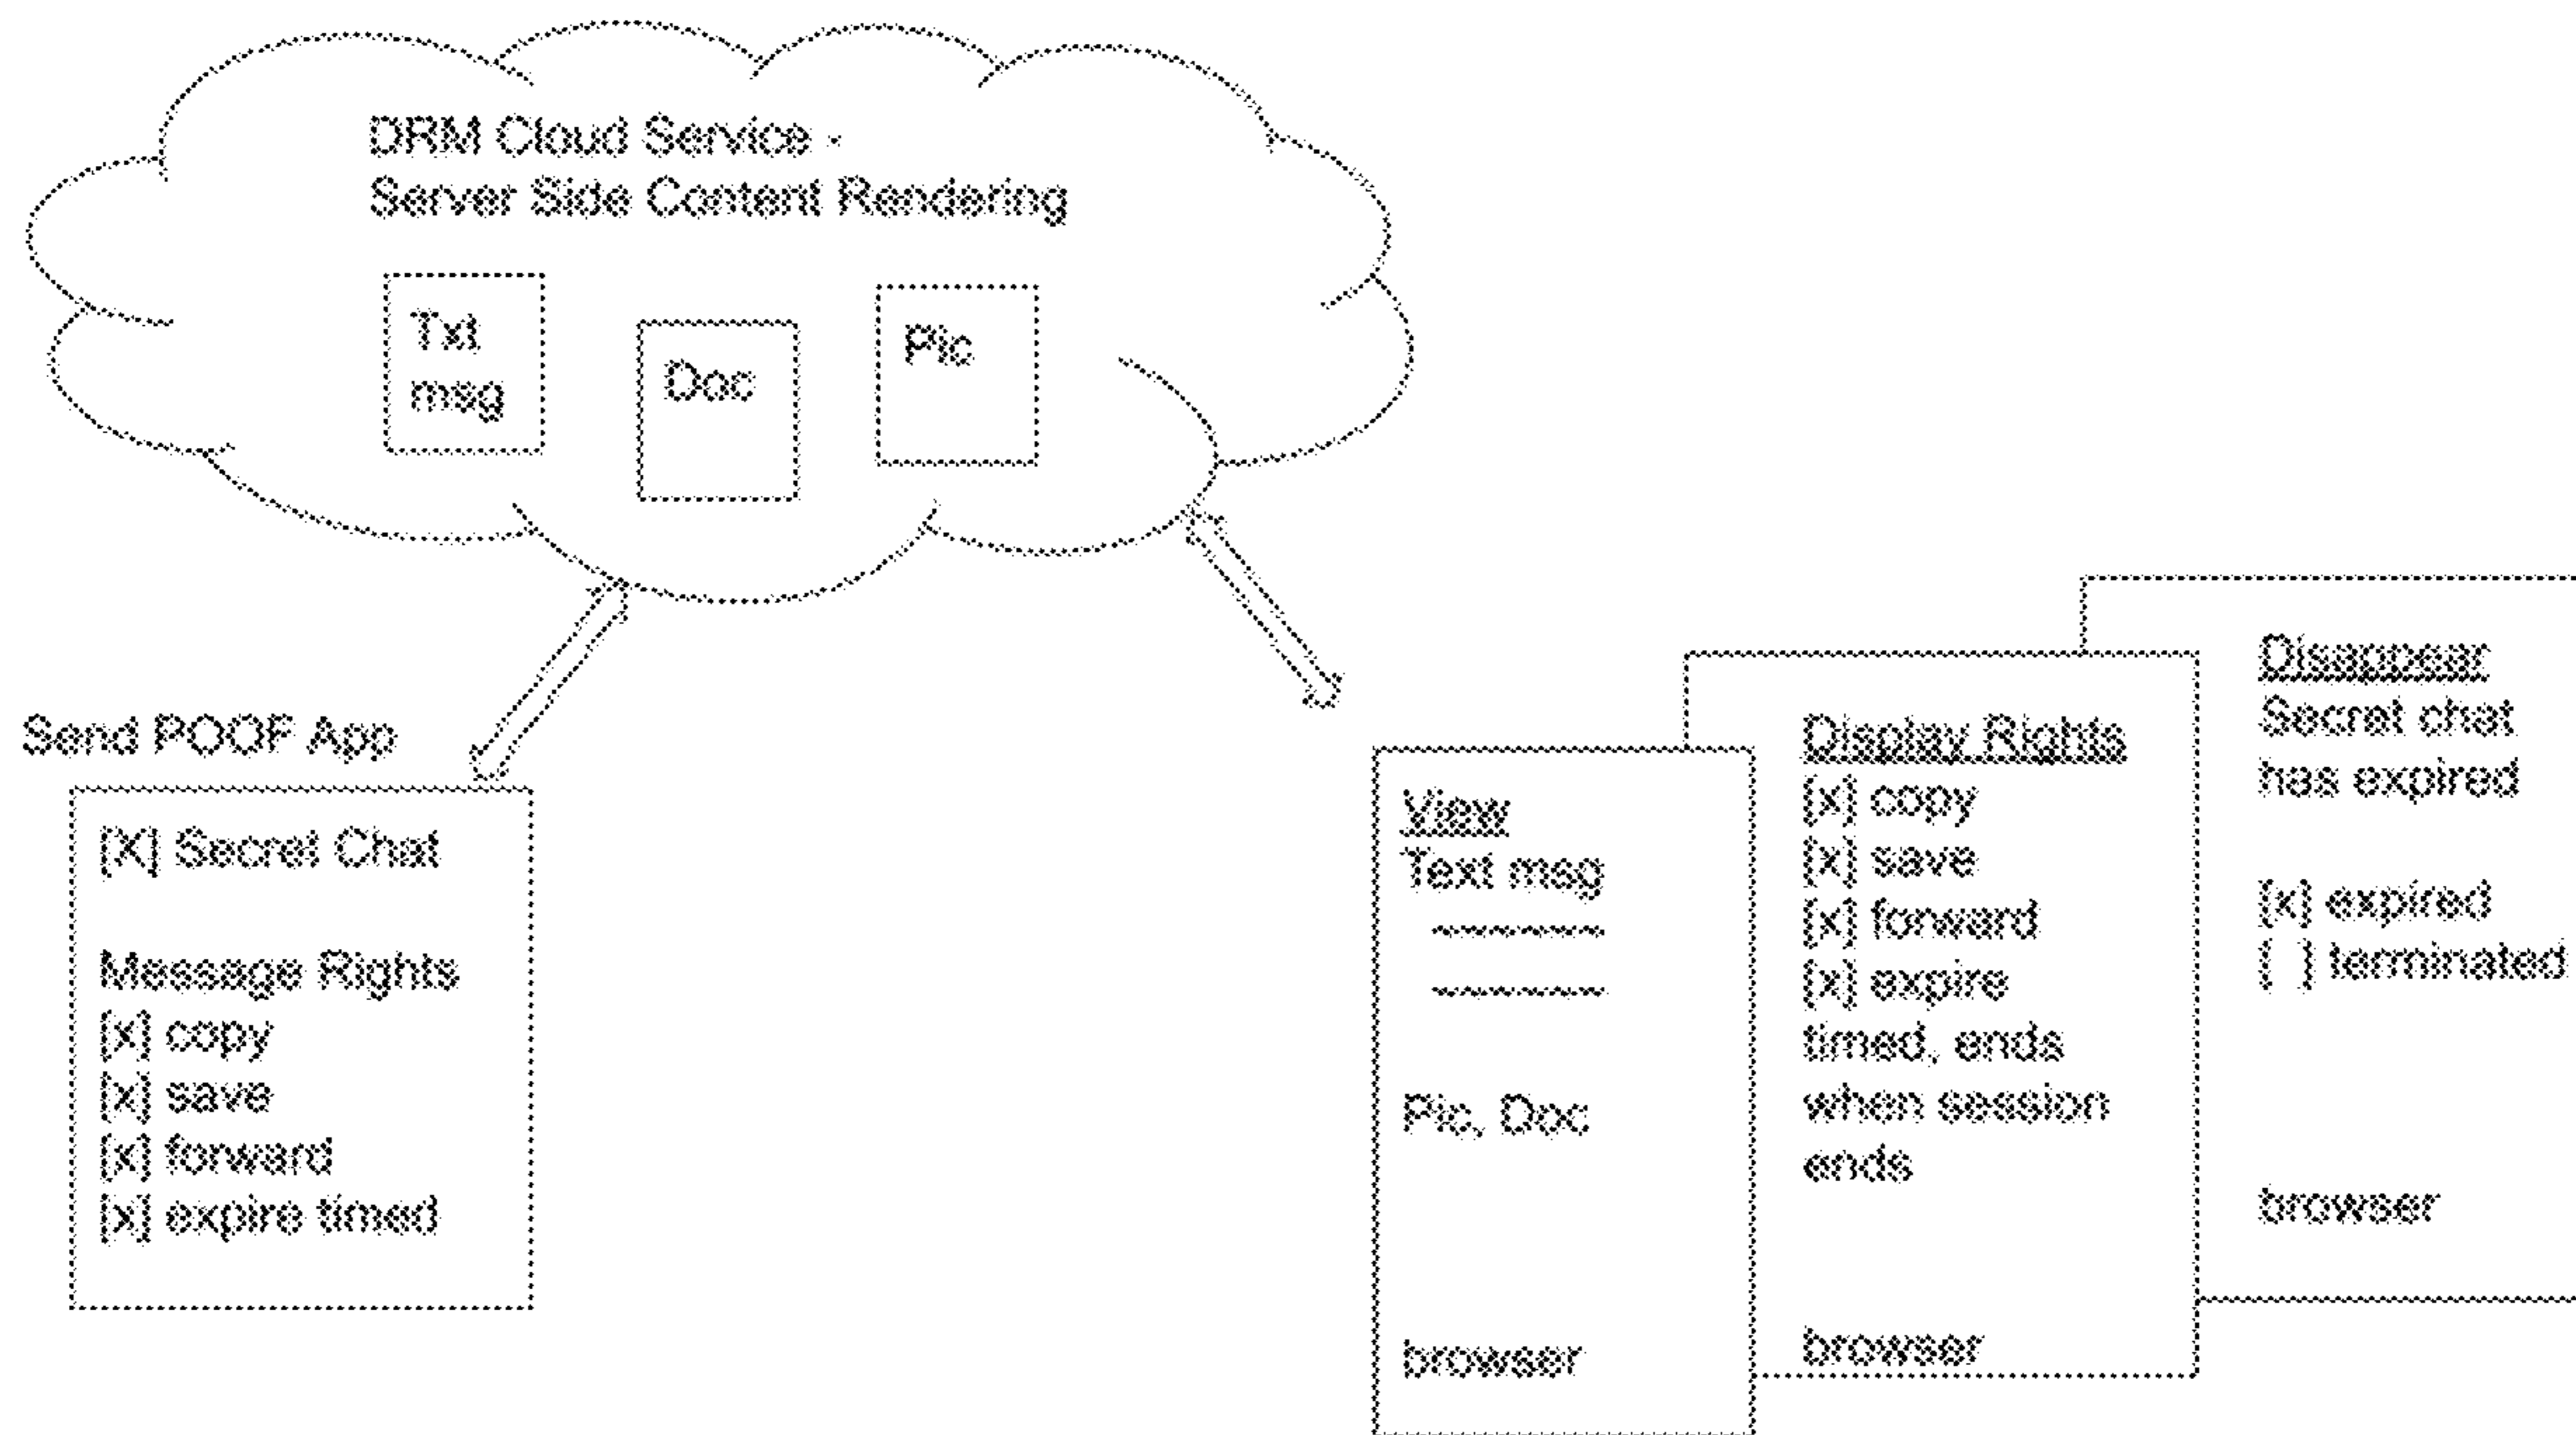 DRM Cloud Service -
Server Side Content Rendering
Txt
msg
Doc
Pic
Send POOF App
[X] Secret Chat
Message Rights
[x] copy
[x] save
[x] forward
[x] expire timed
View
Text msg
Pic, Doc
browser
Display Rights
[x] copy
[x] save
[x] forward
[x] expire
timed, ends
when session
ends
browser
Disappear
Secret chat
has expired
[x] expired
[ ] terminated
browser